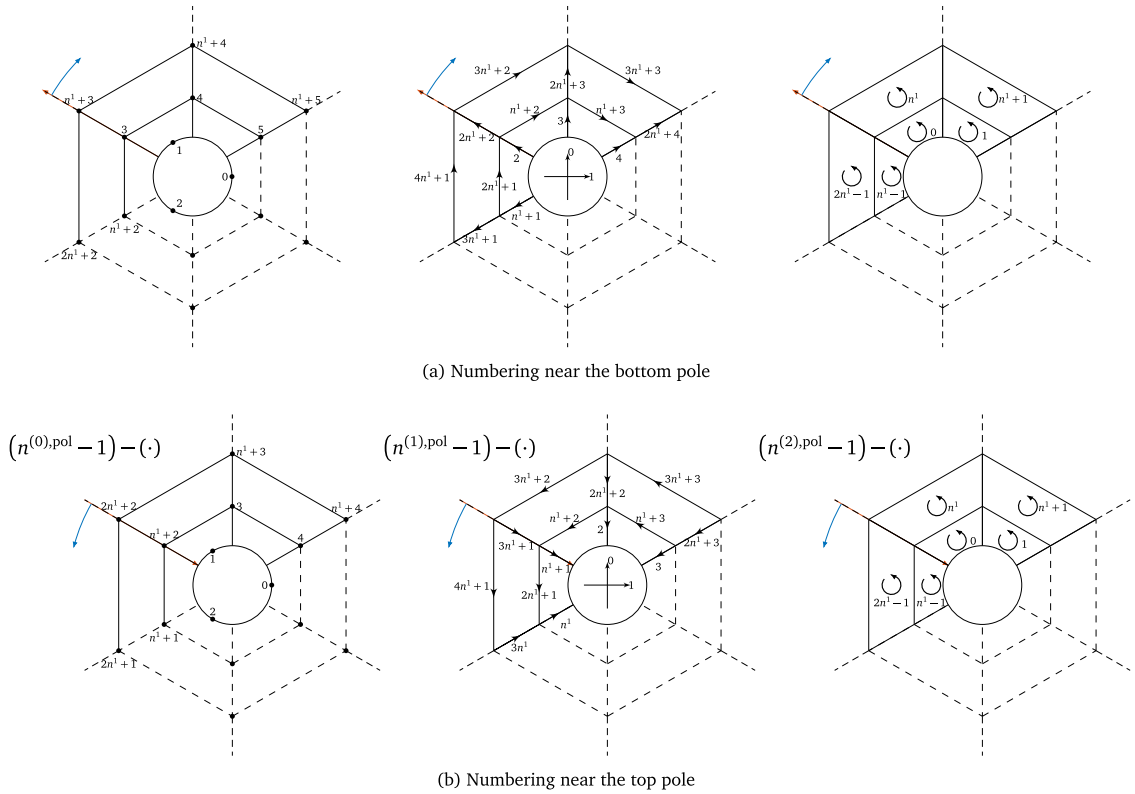 n¹+4
n¹+3
n¹+5
4
3
5
1
0
2
n¹+2
2n¹+2
3n¹+2
3n¹+3
2n¹+3
n¹+2
n¹+3
3
2n¹+2
2n¹+4
2
0
4
4n¹+1
2n¹+1
1
n¹+1
3n¹+1
n¹
n¹+1
0
1
2n¹−1
n¹−1
(a) Numbering near the bottom pole
(n⁽⁰⁾,ᵖᵒˡ − 1) − (·)
n¹+3
2n¹+2
n¹+4
3
n¹+2
4
1
0
2
n¹+1
2n¹+1
(n⁽¹⁾,ᵖᵒˡ − 1) − (·)
3n¹+2
3n¹+3
2n¹+2
n¹+2
n¹+3
2
3n¹+1
2n¹+3
n¹+1
0
3
4n¹+1
2n¹+1
1
n¹
3n¹
(n⁽²⁾,ᵖᵒˡ − 1) − (·)
n¹
n¹+1
0
1
2n¹−1
n¹−1
(b) Numbering near the top pole